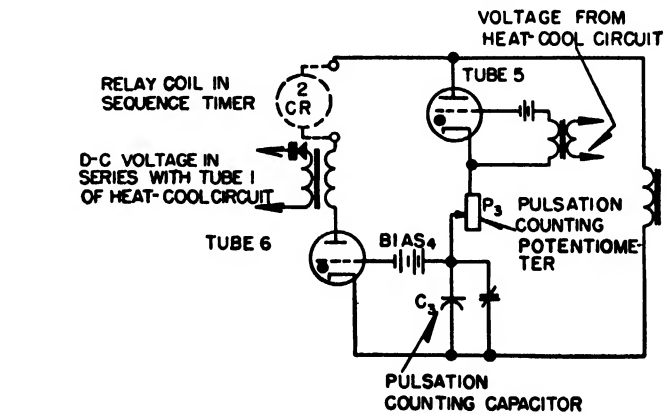 VOLTAGE FROM
HEAT-COOL CIRCUIT
TUBE 5
RELAY COIL IN
SEQUENCE TIMER
2
CR
D-C VOLTAGE IN
SERIES WITH TUBE 1
OF HEAT-COOL CIRCUIT
P3
PULSATION
COUNTING
POTENTIOME-
TER
TUBE 6
BIAS4
C3
PULSATION
COUNTING CAPACITOR